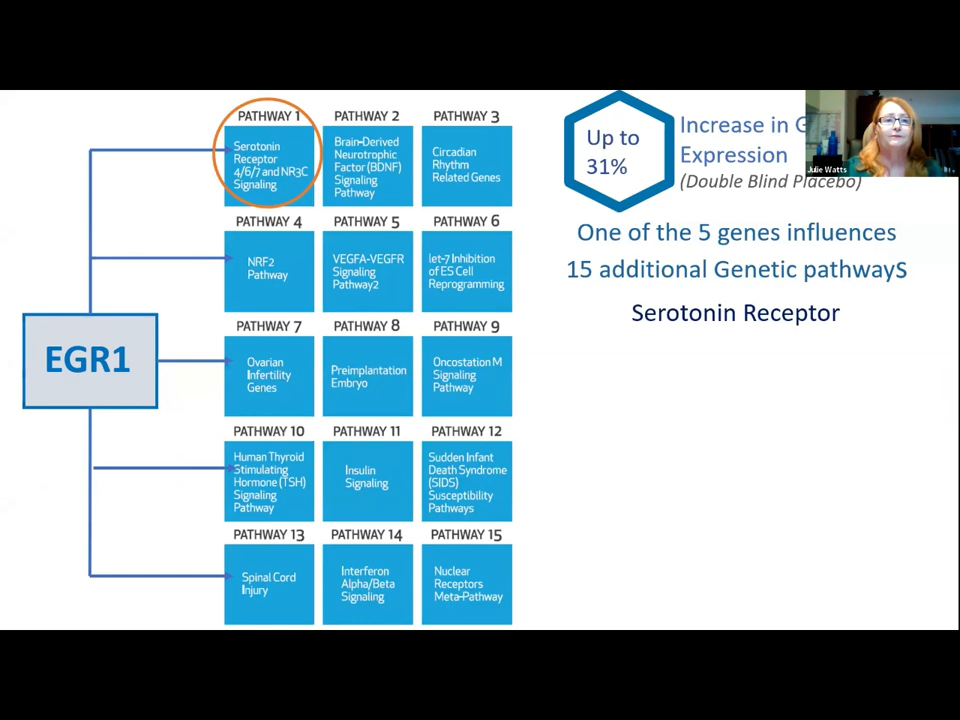 PATHWAY 1
Serotonin
Receptor
4/6/7 and NR3C
Signaling
PATHWAY 2
Brain-Derived
Neurotrophic
Factor (BDNF)
Signaling
Pathway
PATHWAY 3
Circadian
Rhythm
Related Genes
PATHWAY 4
NRF2
Pathway
PATHWAY 5
VEGFA-VEGFR
Signaling
Pathway2
PATHWAY 6
let-7 Inhibition
of ES Cell
Reprogramming
EGR1
PATHWAY 7
Ovarian
Infertility
Genes
PATHWAY 8
Preimplantation
Embryo
PATHWAY 9
Oncostation M
Signaling
Pathway
PATHWAY 10
Human Thyroid
Stimulating
Hormone (TSH)
Signaling
Pathway
PATHWAY 11
Insulin
Signaling
PATHWAY 12
Sudden Infant
Death Syndrome
(SIDS)
Susceptibility
Pathways
PATHWAY 13
Spinal Cord
Injury
PATHWAY 14
Interferon
Alpha/Beta
Signaling
PATHWAY 15
Nuclear
Receptors
Meta-Pathway
Up to
31%
Increase in G
Expression
(Double Blind Placebo)
Julie Watts
One of the 5 genes influences
15 additional Genetic pathways
Serotonin Receptor